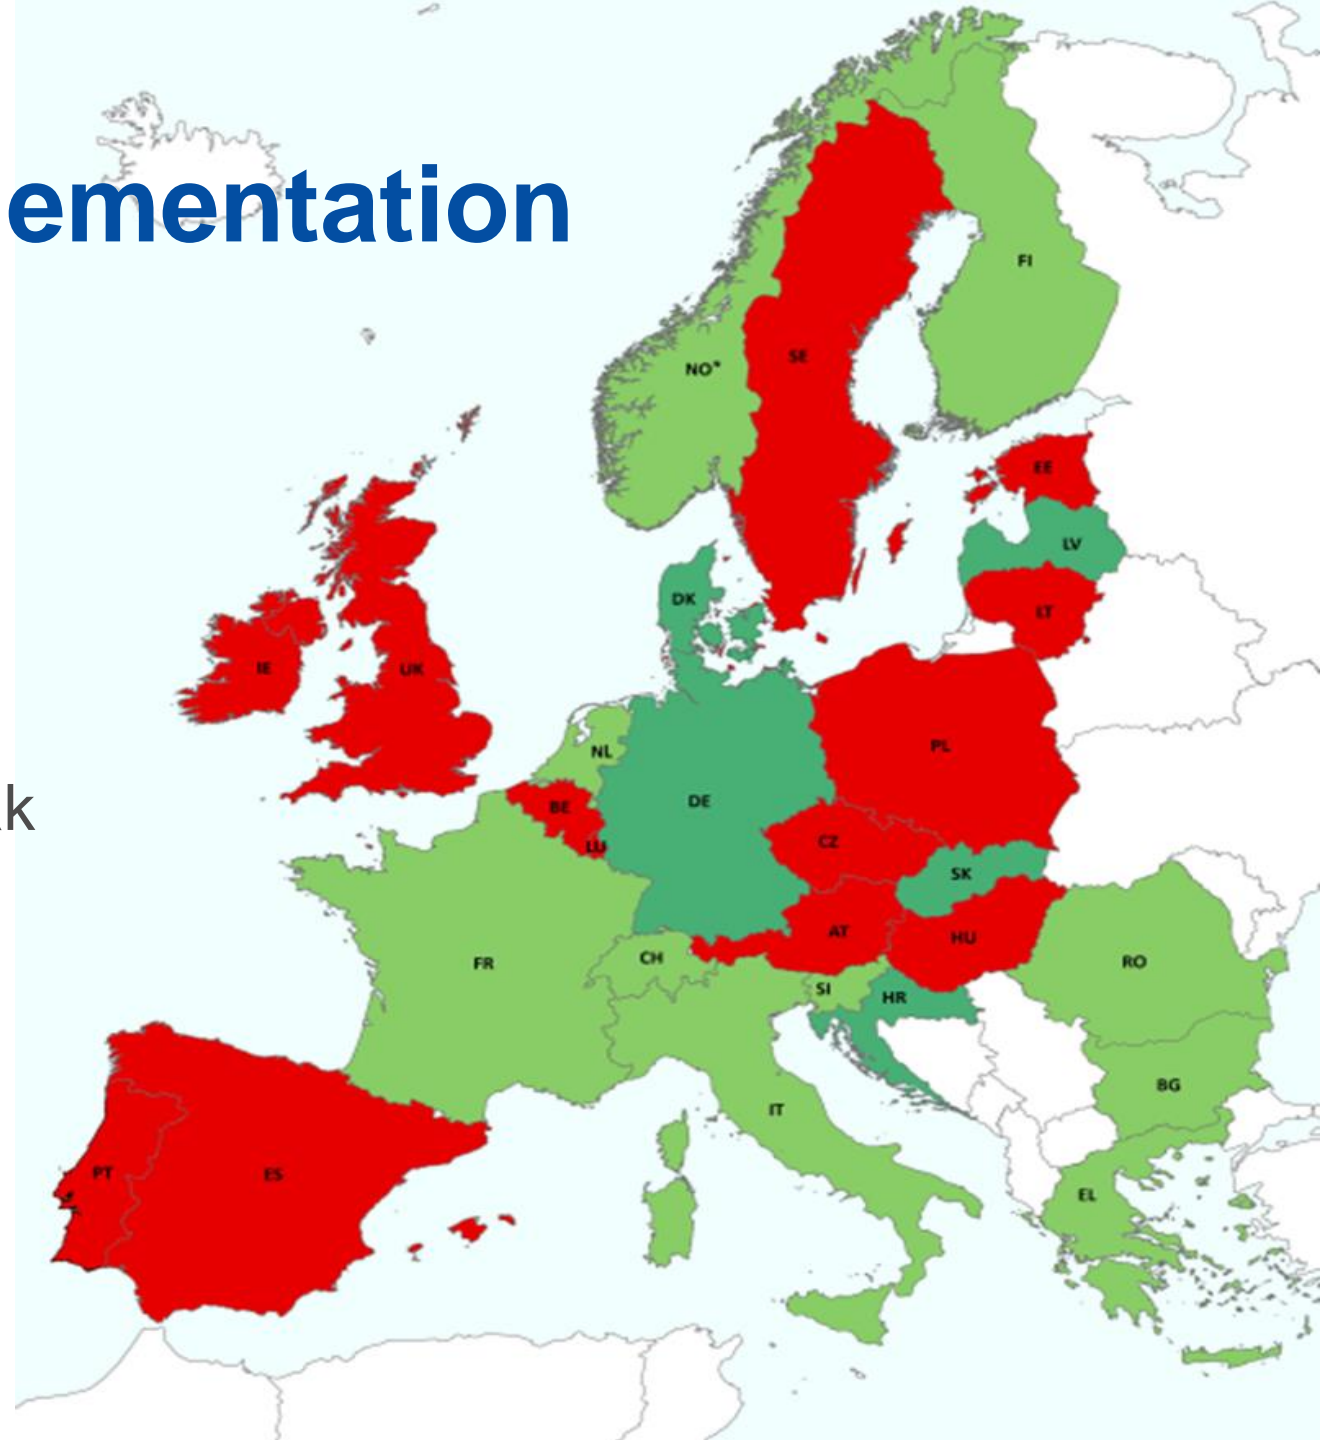 ementation
FI
NO*
SE
EE
LV
DK
LT
IE
UK
NL
PL
DE
k
BE
CZ
LU
SK
AT
HU
CH
FR
RO
SI
HR
BG
IT
PT
ES
EL